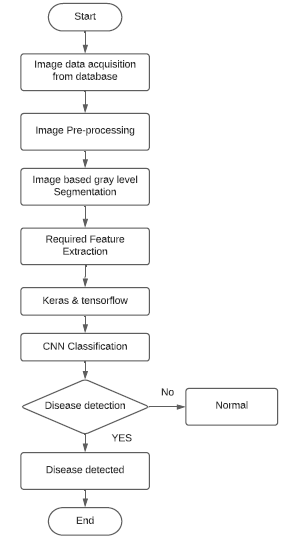 Start
Image data acquisition
from database
Image Pre-processing
Image based gray level
Segmentation
Required Feature
Extraction
Keras & tensorflow
CNN Classification
Disease detection
No
Normal
YES
Disease detected
End